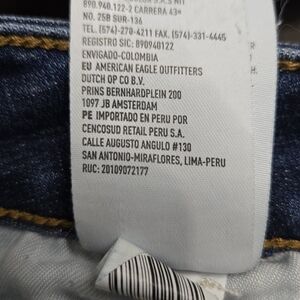 890.940.122-2 CARRERA 43ª
NO. 25B SUR-136
TEL. (574)-270-4211 FAX. (574)-331-4445
REGISTRO SIC: 890940122
ENVIGADO-COLOMBIA
EU AMERICAN EAGLE OUTFITTERS
DUTCH OP CO B.V.
PRINS BERNHARDPLEIN 200
1097 JB AMSTERDAM
PE IMPORTADO EN PERU POR
CENCOSUD RETAIL PERU S.A.
CALLE AUGUSTO ANGULO #130
SAN ANTONIO-MIRAFLORES, LIMA-PERU
RUC: 20109072177